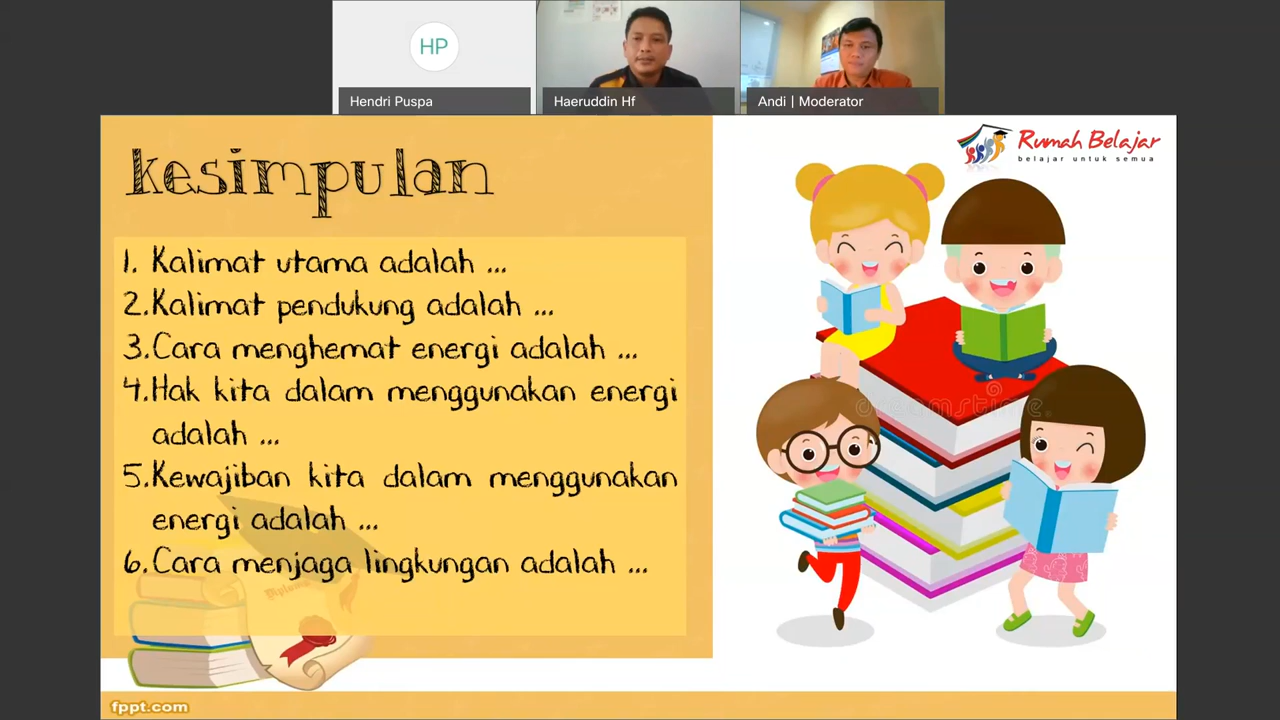 HP
Hendri Puspa
Haeruddin Hf
Andi | Moderator
Rumah Belajar
belajar untuk semua
kesimpulan
1. Kalimat utama adalah ...
2. Kalimat pendukung adalah ...
3. Cara menghemat energi adalah ...
4. Hak kita dalam menggunakan energi
adalah ...
5. Kewajiban kita dalam menggunakan
energi adalah ...
6. Cara menjaga lingkungan adalah ...
Diploma
dreamstime.
fppt.com